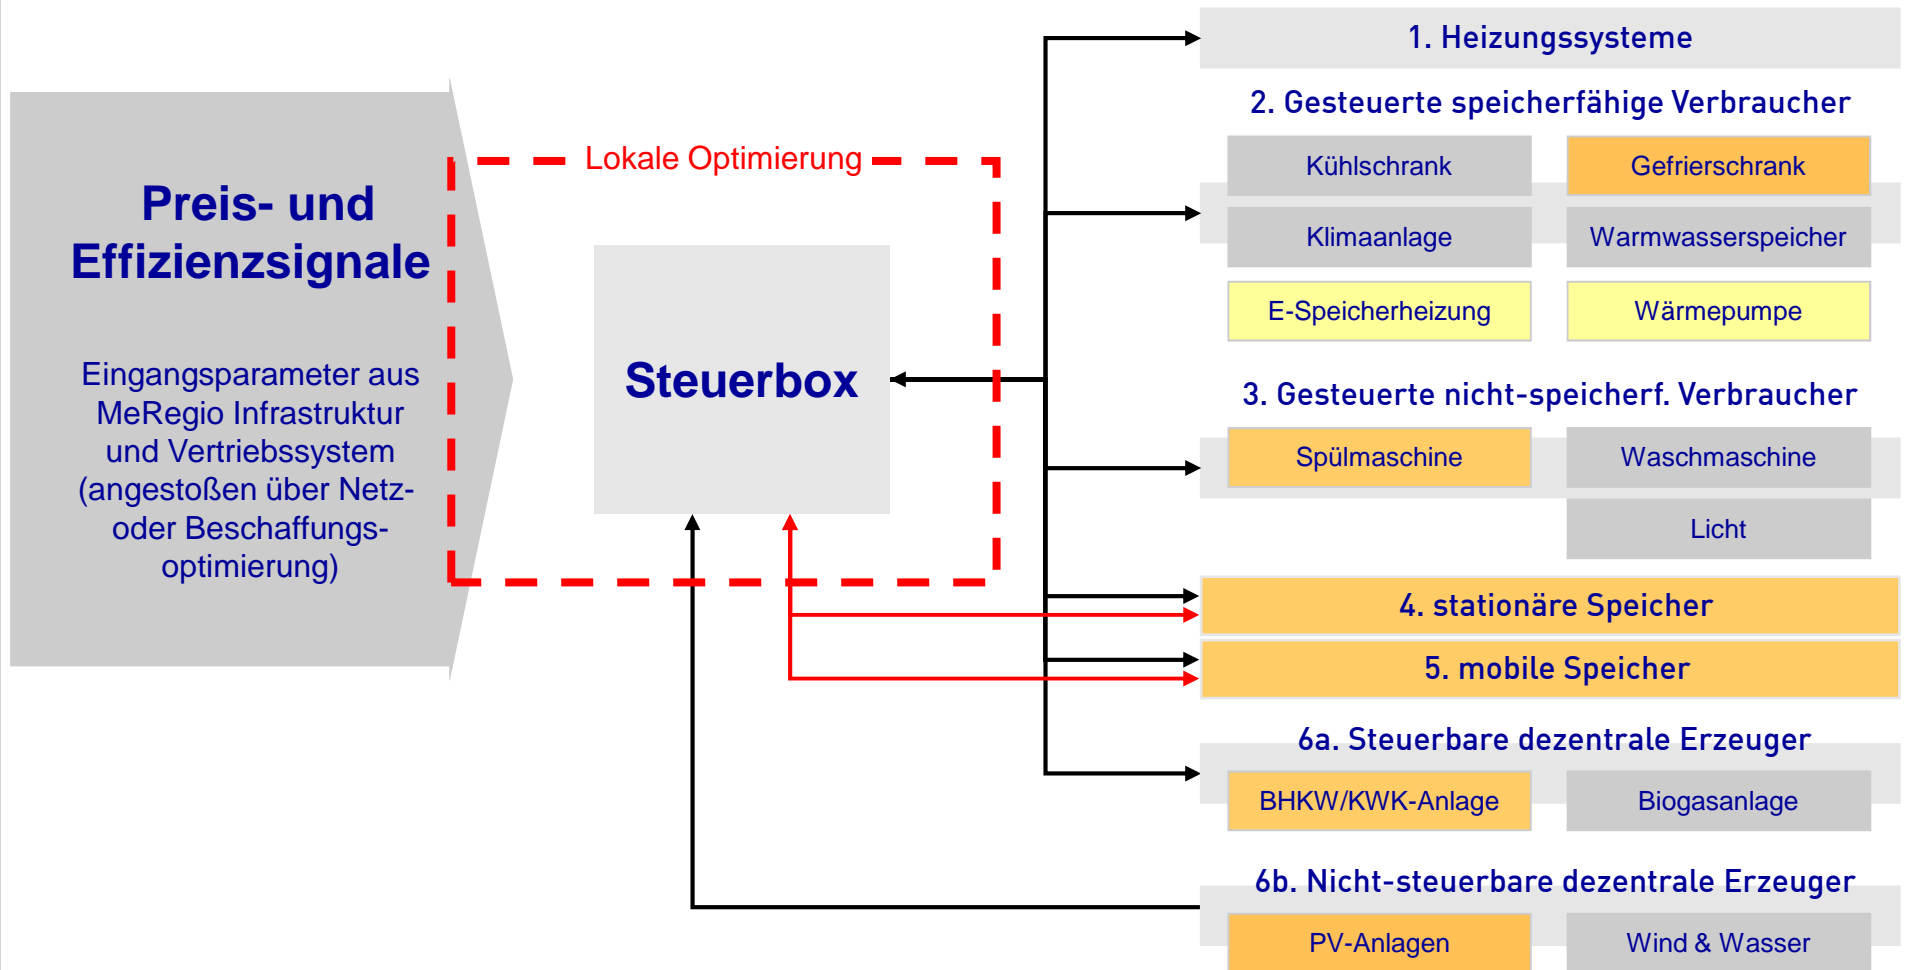 Preis- und
Effizienzsignale
Eingangsparameter aus
MeRegio Infrastruktur
und Vertriebssystem
(angestoßen über Netz-
oder Beschaffungs-
optimierung)
Lokale Optimierung
Steuerbox
1. Heizungssysteme
2. Gesteuerte speicherfähige Verbraucher
Kühlschrank
Gefrierschrank
Klimaanlage
Warmwasserspeicher
E-Speicherheizung
Wärmepumpe
3. Gesteuerte nicht-speicherf. Verbraucher
Spülmaschine
Waschmaschine
Licht
4. stationäre Speicher
5. mobile Speicher
6a. Steuerbare dezentrale Erzeuger
BHKW/KWK-Anlage
Biogasanlage
6b. Nicht-steuerbare dezentrale Erzeuger
PV-Anlagen
Wind & Wasser